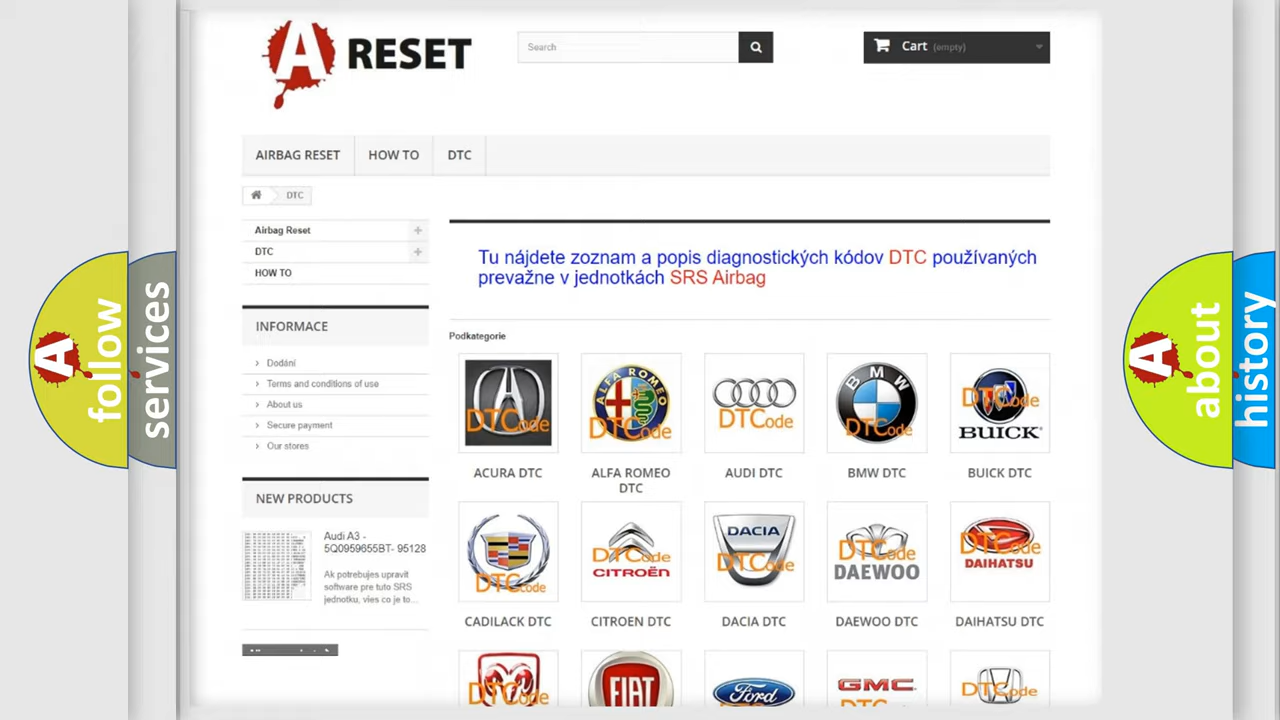 A RESET
Search
Cart (empty)
AIRBAG RESET
HOW TO
DTC
DTC
Airbag Reset
DTC
HOW TO
INFORMACE
Dodání
Terms and conditions of use
About us
Secure payment
Our stores
NEW PRODUCTS
Audi A3 -
5Q0959655BT- 95128
Ak potrebujes upravit
software pre tuto SRS
jednotku, vies co je to...
Tu nájdete zoznam a popis diagnostických kódov DTC používaných
prevažne v jednotkách SRS Airbag
Podkategorie
DTCode
ALFA ROMEO
DTCode
DTCode
BMW
DTCode
DTCode
BUICK
ACURA DTC
ALFA ROMEO
DTC
AUDI DTC
BMW DTC
BUICK DTC
DTCode
DTCode
CITROËN
DACIA
DTCode
DTCode
DAEWOO
DTCode
DAIHATSU
CADILACK DTC
CITROEN DTC
DACIA DTC
DAEWOO DTC
DAIHATSU DTC
DTCode
FIAT
Ford
GMC
DTCode
A follow
services
A about
history